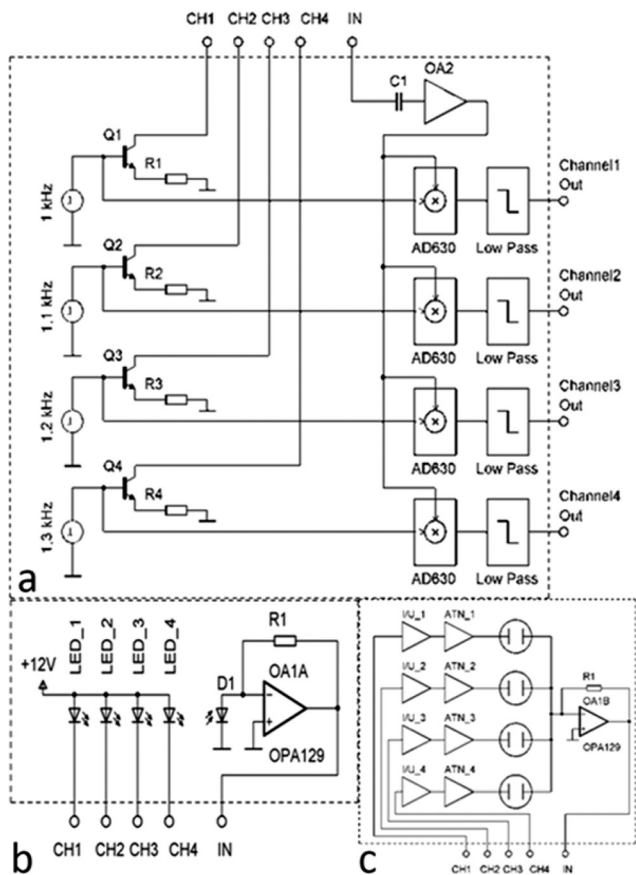 CH1 CH2 CH3 CH4 IN
C1
OA2
Q1
R1
1 kHz
AD630
Low Pass
Channel1
Out
Q2
R2
1,1 kHz
AD630
Low Pass
Channel2
Out
Q3
R3
1,2 kHz
AD630
Low Pass
Channel3
Out
Q4
R4
1,3 kHz
AD630
Low Pass
Channel4
Out
a
+12V
LED_1
LED_2
LED_3
LED_4
D1
R1
OA1A
-
+
OPA129
CH1 CH2 CH3 CH4 IN
b
I/U_1 ATN_1
I/U_2 ATN_2
I/U_3 ATN_3
I/U_4 ATN_4
R1
OA1B
-
+
OPA129
CH1 CH2 CH3 CH4 IN
c